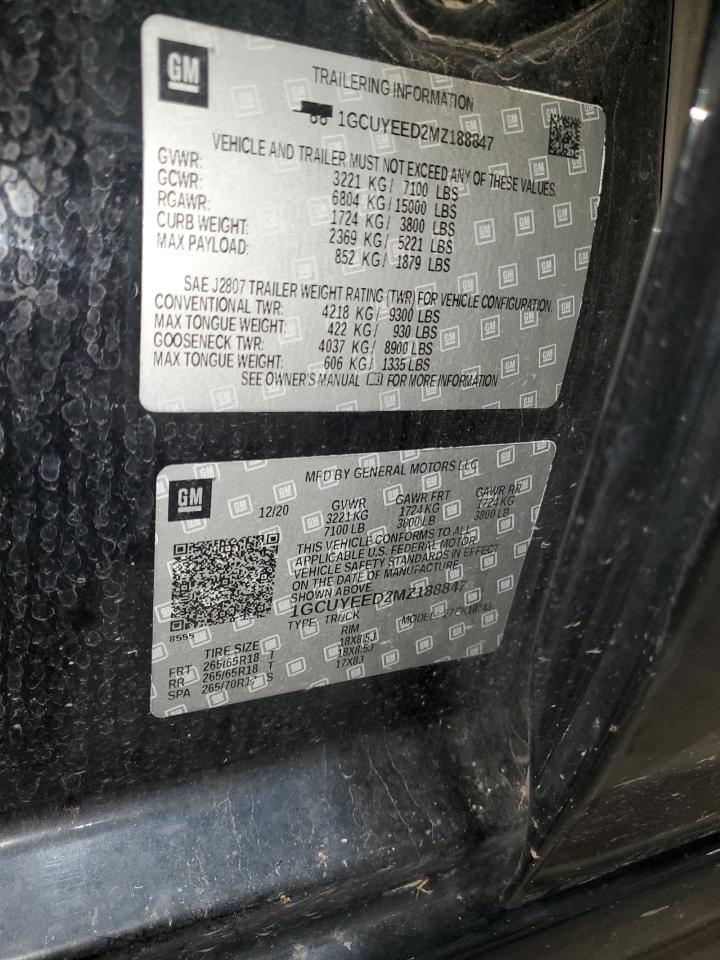 GM
TRAILERING INFORMATION
1GCUYEED2MZ188847
VEHICLE AND TRAILER MUST NOT EXCEED ANY OF THESE VALUES.
GVWR: 3221 KG/ 7100 LBS
GCWR: 6804 KG/ 15000 LBS
RGAWR: 1724 KG/ 3800 LBS
CURB WEIGHT: 2369 KG/ 5221 LBS
MAX PAYLOAD: 852 KG/ 1879 LBS
SAE J2807 TRAILER WEIGHT RATING (TWR) FOR VEHICLE CONFIGURATION.
CONVENTIONAL TWR: 4218 KG/ 9300 LBS
MAX TONGUE WEIGHT: 422 KG/ 930 LBS
GOOSENECK TWR: 4037 KG/ 8900 LBS
MAX TONGUE WEIGHT: 606 KG/ 1335 LBS
SEE OWNER'S MANUAL FOR MORE INFORMATION
GM
MFD BY GENERAL MOTORS LLC
12/20 GVWR GAWR FRT GAWR RR
3221 KG 1724 KG 1724 KG
7100 LB 3800 LB 3800 LB
THIS VEHICLE CONFORMS TO ALL
APPLICABLE U.S. FEDERAL MOTOR
VEHICLE SAFETY STANDARDS IN EFFECT
ON THE DATE OF MANUFACTURE
SHOWN ABOVE.
1GCUYEED2MZ188847
TYPE: TRUCK MODEL: 27CK10743
8555
TIRE SIZE RIM
FRT 265/65R18 T 18X8.5J
RR 265/65R18 T 18X8.5J
SPA 265/70R17 S 17X8J